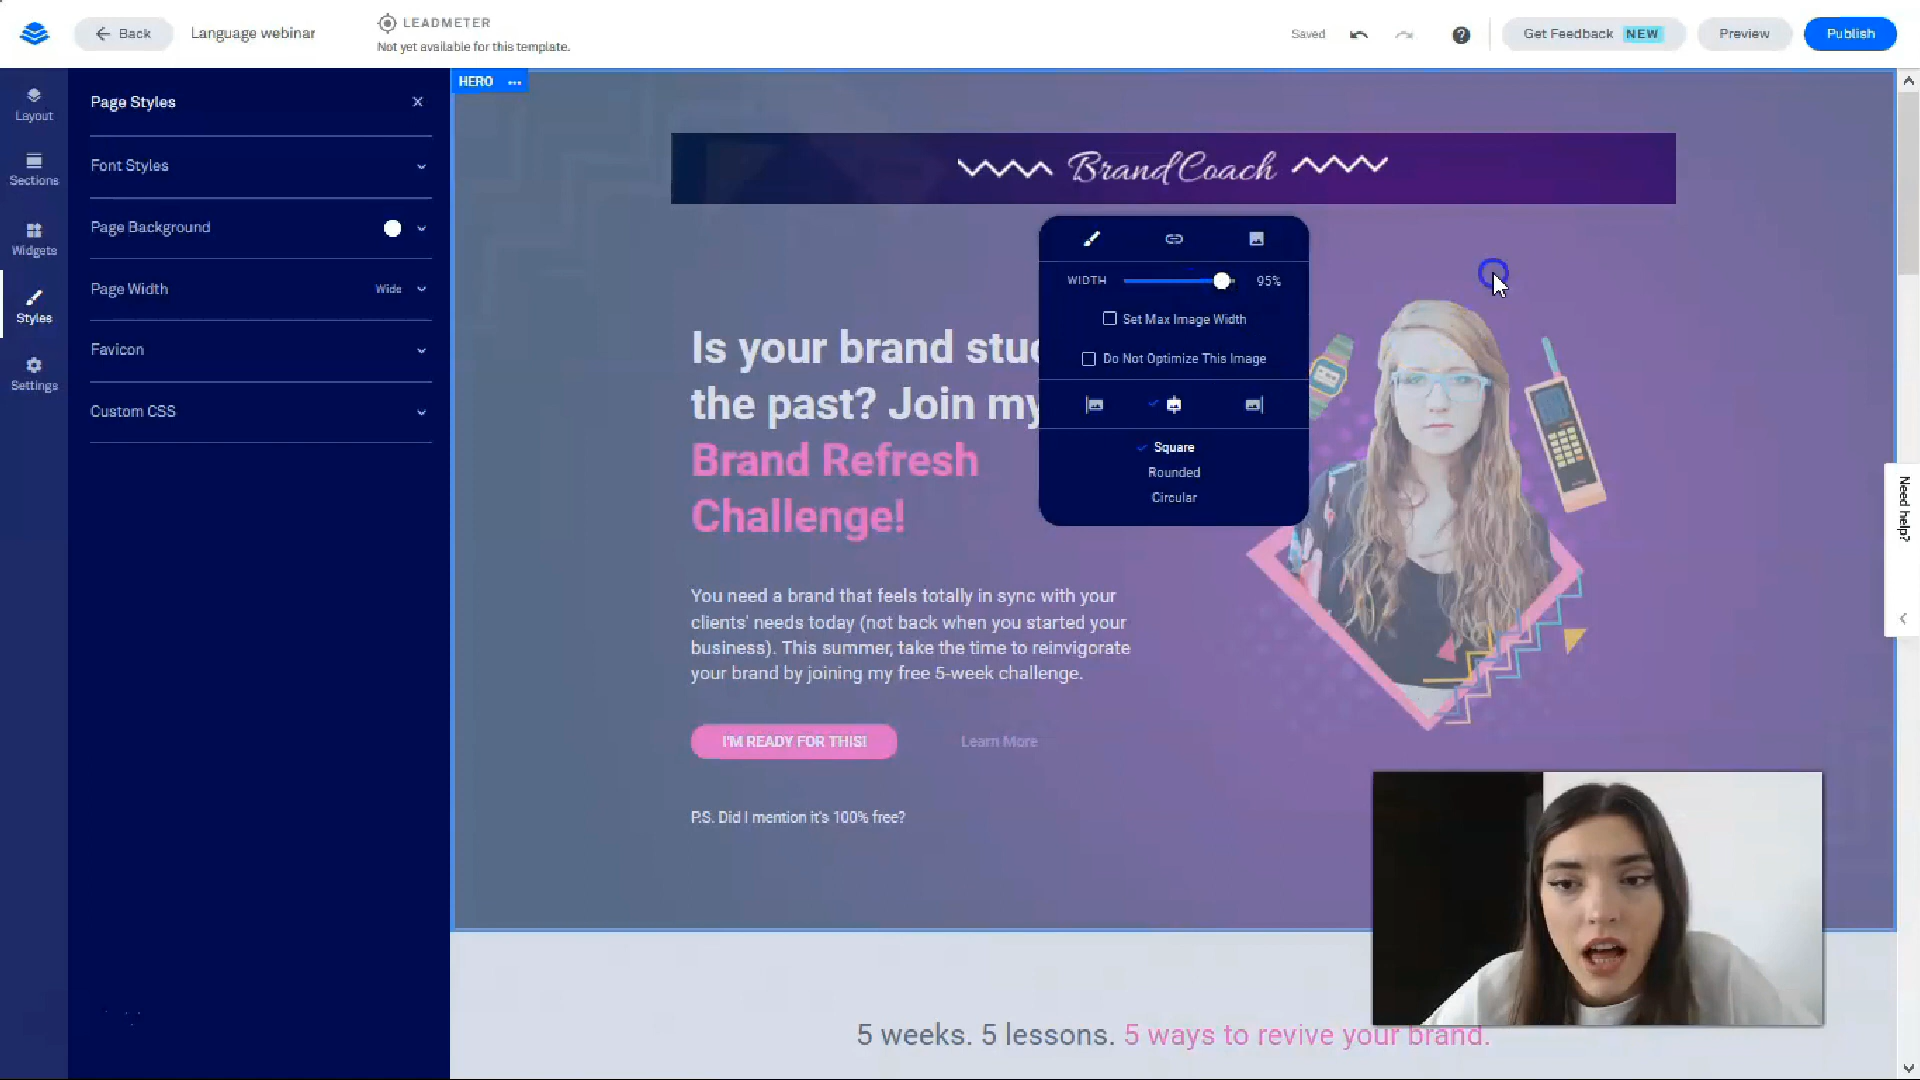 Back
Language webinar
LEADMETER
Not yet available for this template.
Saved
Get Feedback NEW
Preview
Publish
Layout
Sections
Widgets
Styles
Settings
Page Styles
Font Styles
Page Background
Page Width Wide
Favicon
Custom CSS
HERO
BrandCoach
WIDTH 95%
Set Max Image Width
Do Not Optimize This Image
Square
Rounded
Circular
Is your brand
the past? Join my
Brand Refresh
Challenge!
You need a brand that feels totally in sync with your
clients' needs today (not back when you started your
business). This summer, take the time to reinvigorate
your brand by joining my free 5-week challenge.
I'M READY FOR THIS!
Learn More
P.S. Did I mention it's 100% free?
5 weeks. 5 lessons. 5 ways to revive your brand.
Need help?